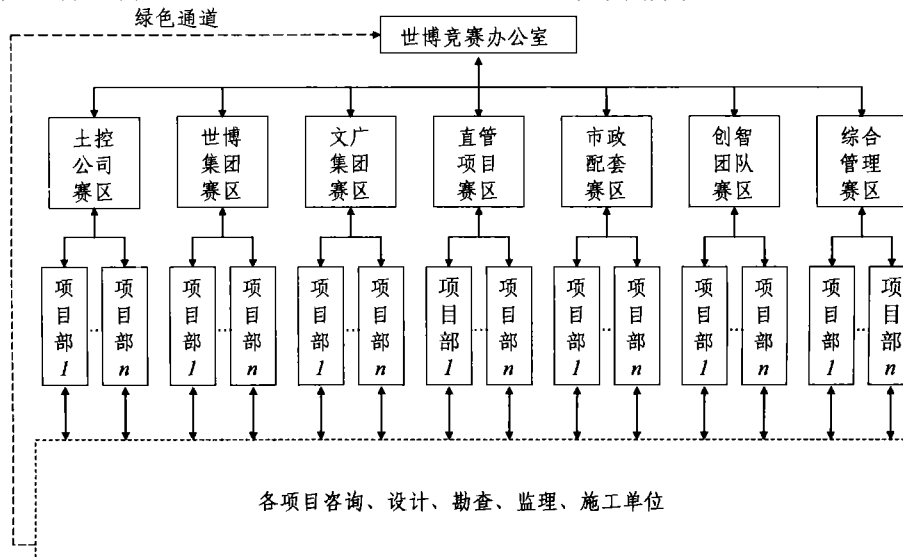 绿色通道
世博竞赛办公室
土控
公司
赛区
世博
集团
赛区
文广
集团
赛区
直管
项目
赛区
市政
配套
赛区
创智
团队
赛区
综合
管理
赛区
项目部1
…
项目部n
项目部1
…
项目部n
项目部1
…
项目部n
项目部1
…
项目部n
项目部1
…
项目部n
项目部1
…
项目部n
项目部1
…
项目部n
各项目咨询、设计、勘查、监理、施工单位